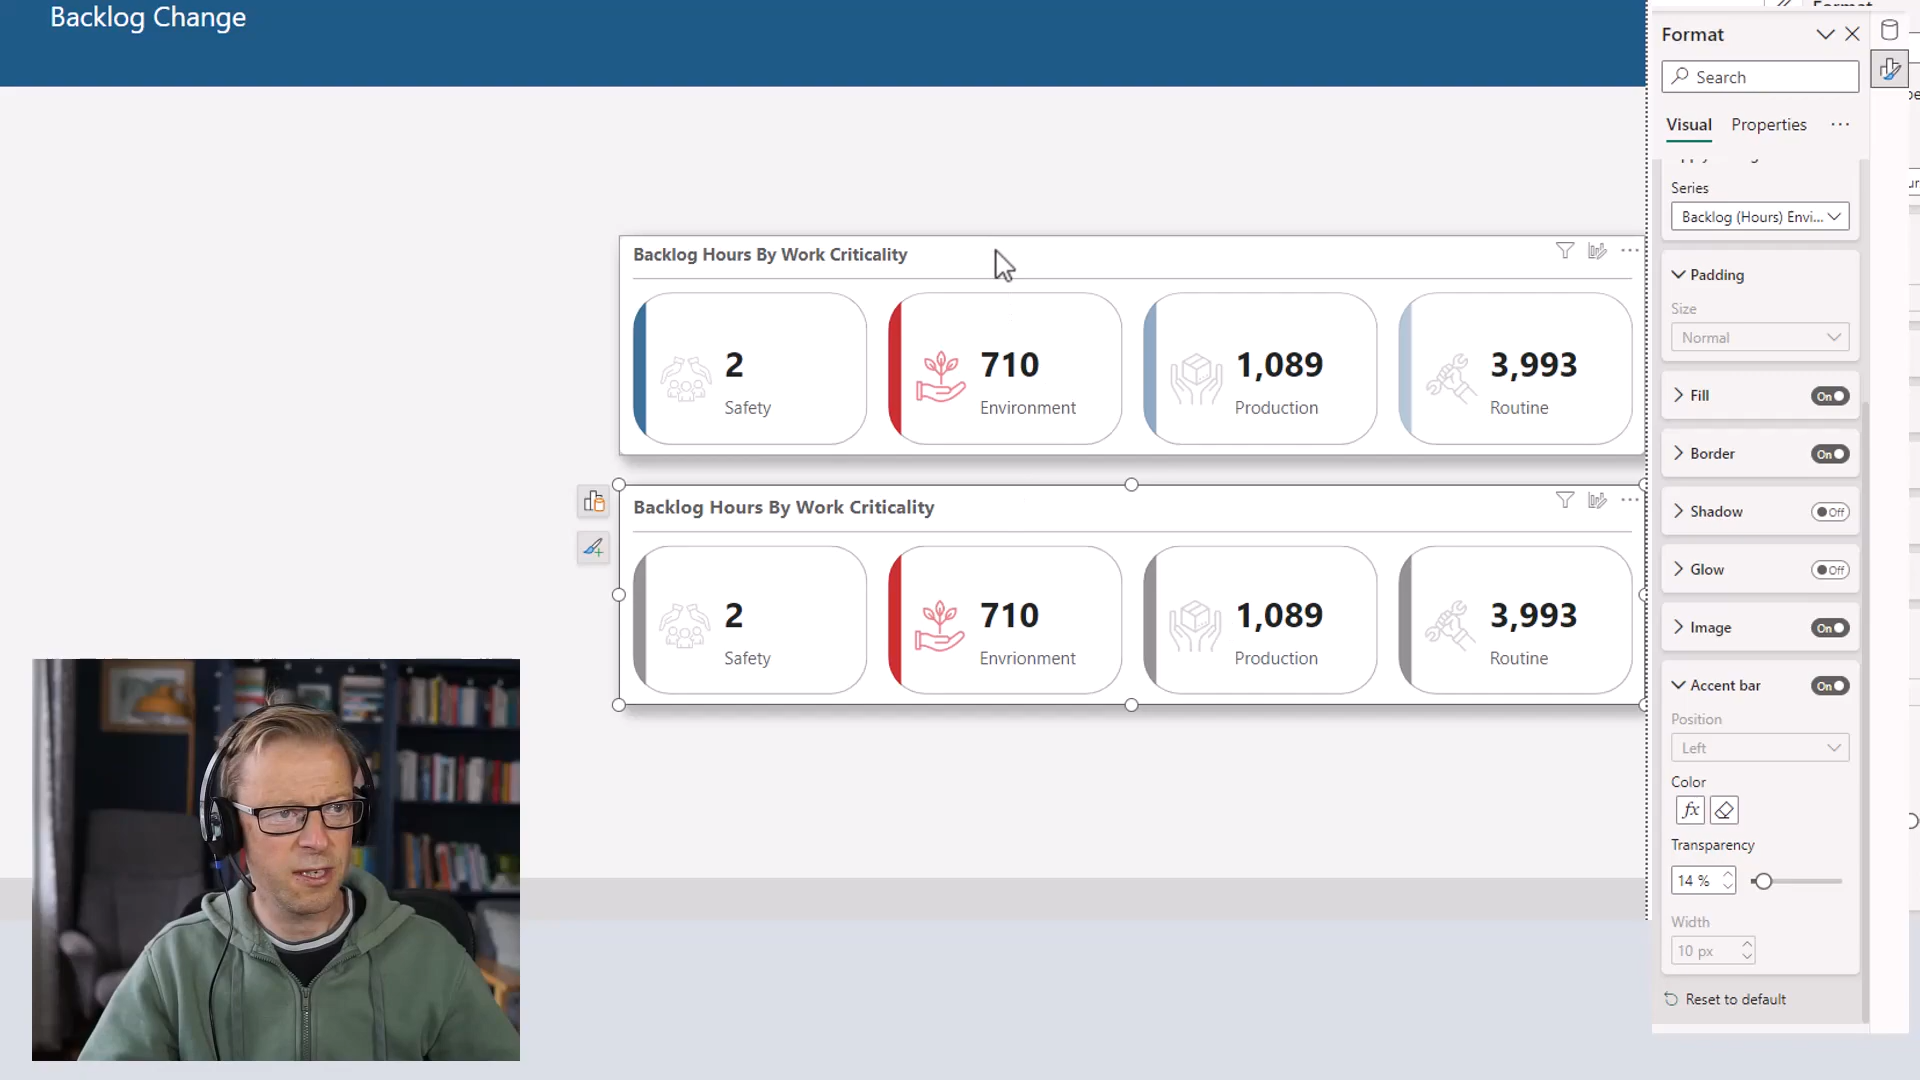 Backlog Change
Backlog Hours By Work Criticality
2
Safety
710
Environment
1,089
Production
3,993
Routine
Backlog Hours By Work Criticality
2
Safety
710
Envrionment
1,089
Production
3,993
Routine
Format
Search
Visual
Properties
Series
Backlog (Hours) Envi...
Padding
Size
Normal
Fill
On
Border
On
Shadow
Off
Glow
Off
Image
On
Accent bar
On
Position
Left
Color
fx
Transparency
14 %
Width
10 px
Reset to default